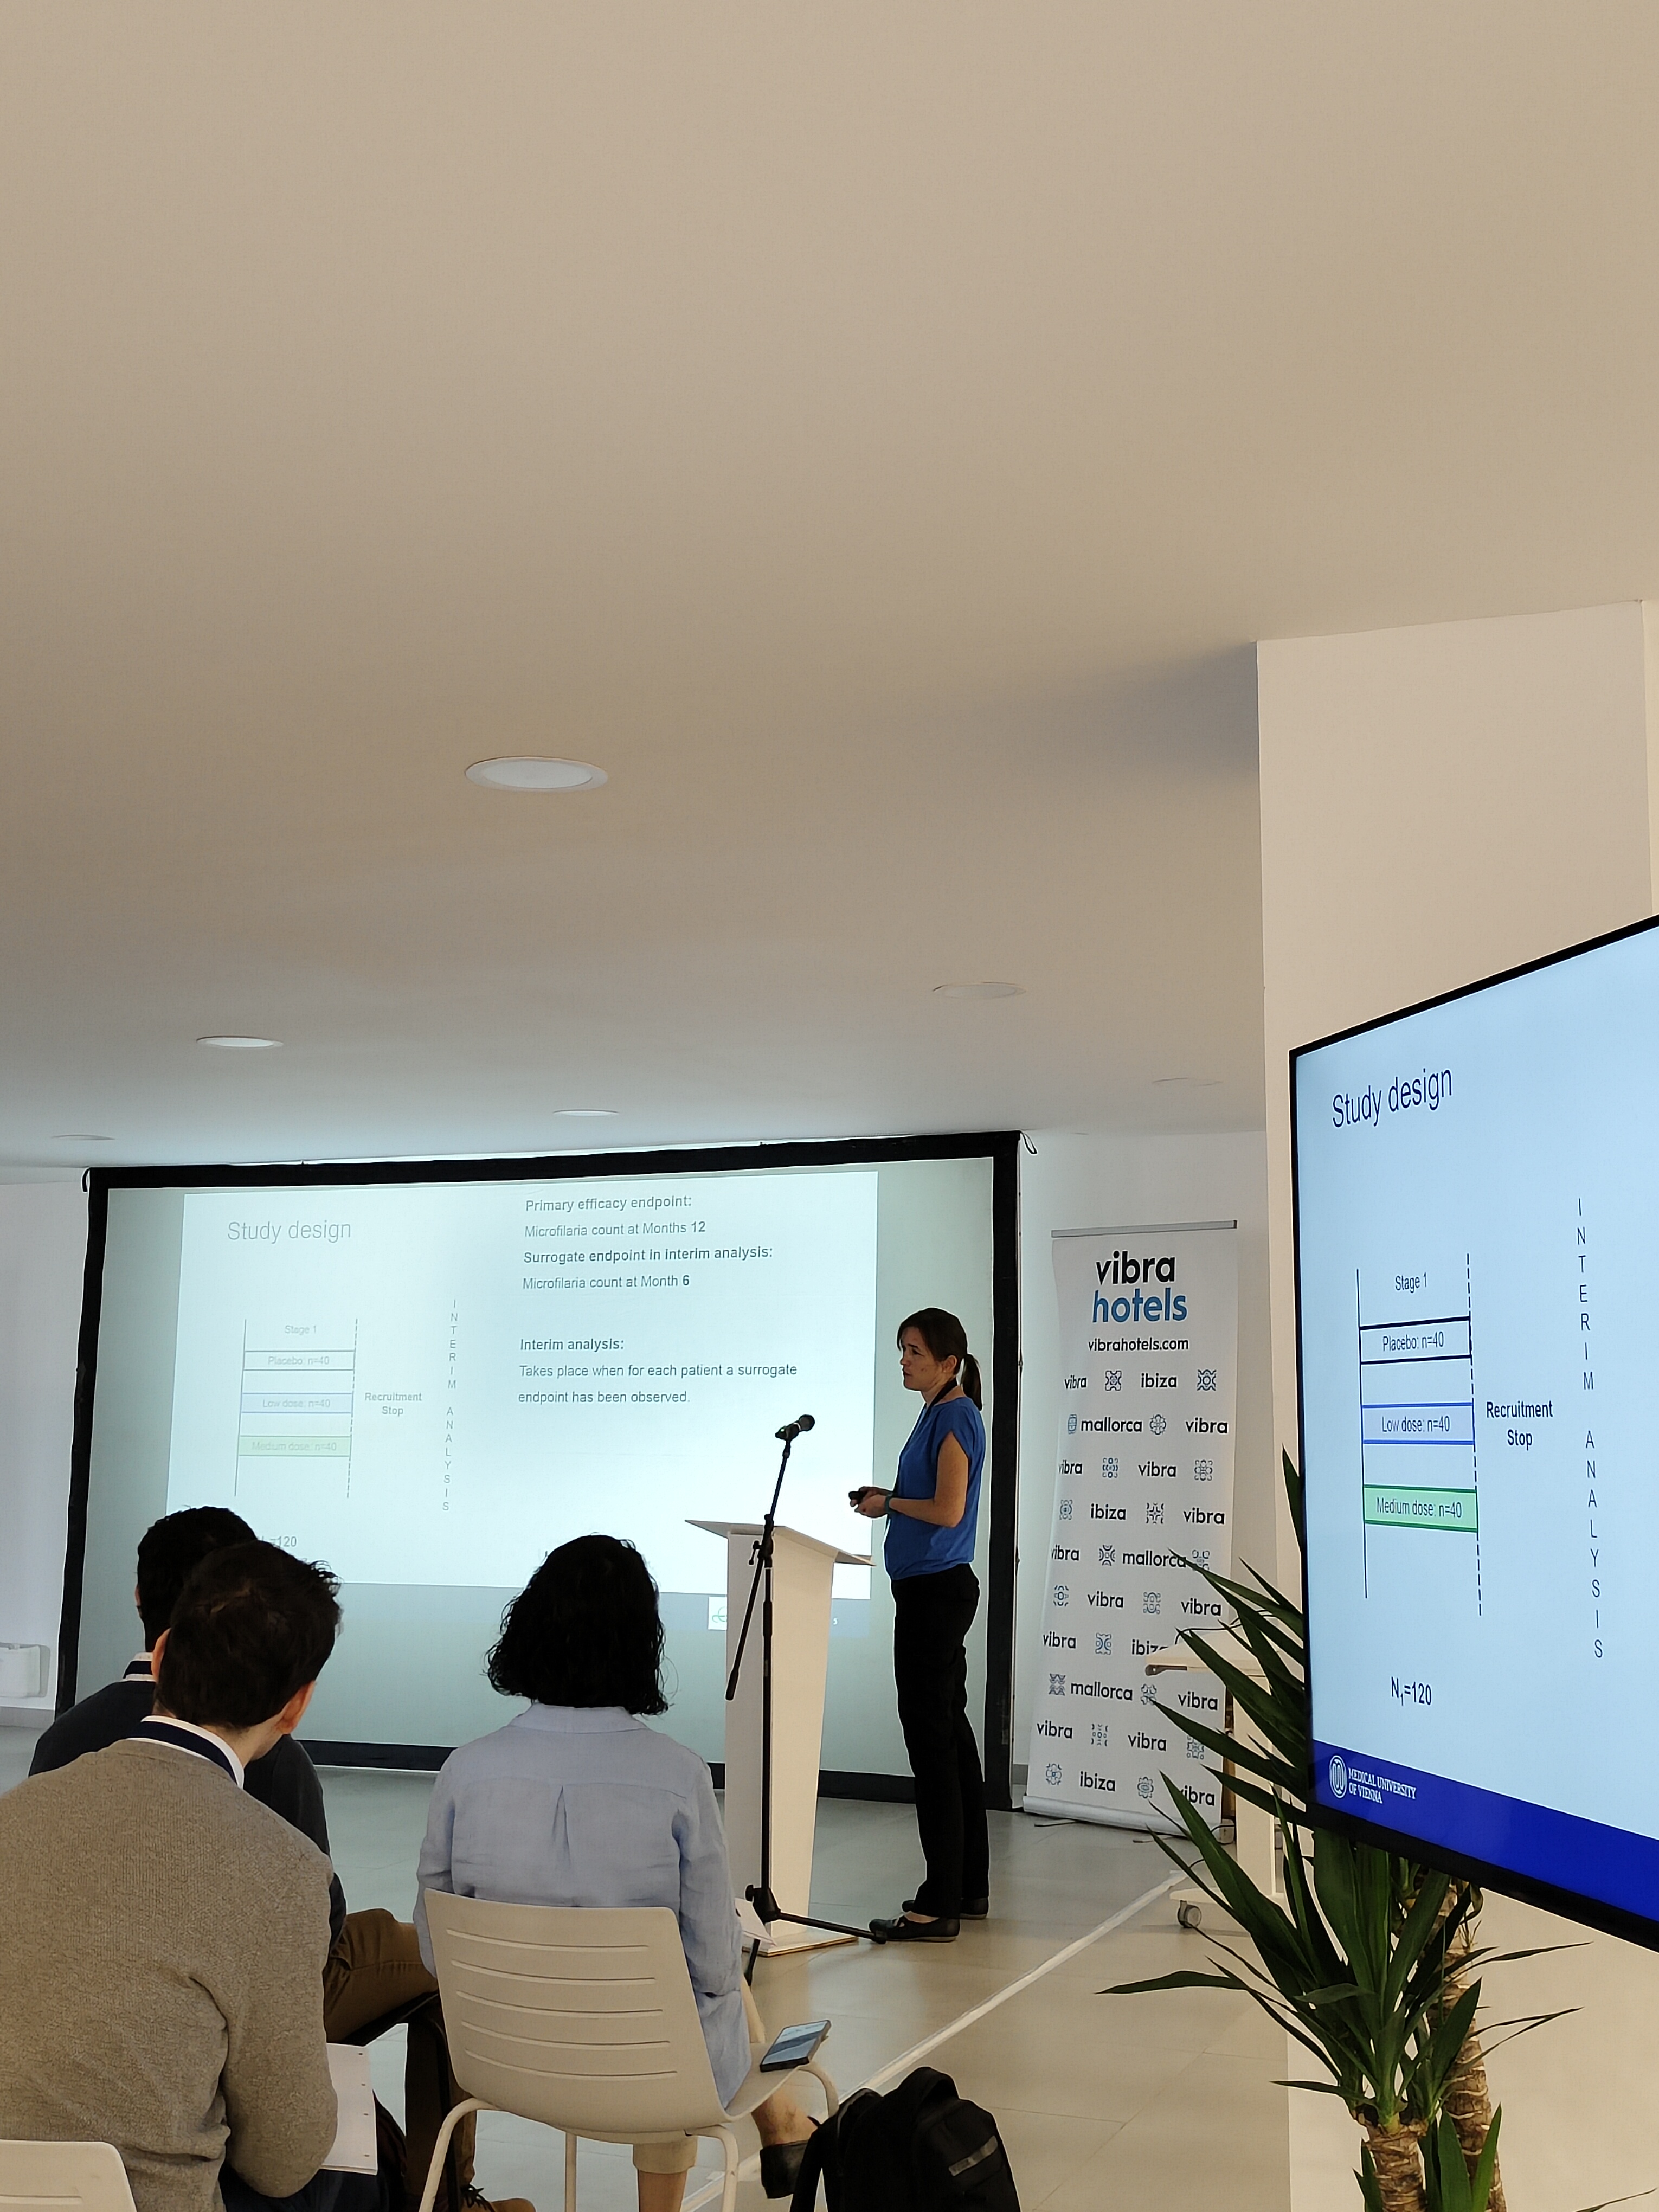 Study design
Primary efficacy endpoint:
Microfilaria count at Months 12
Surrogate endpoint in interim analysis:
Microfilaria count at Month 6
Interim analysis:
Takes place when for each patient a surrogate
endpoint has been observed.
Stage 1
Placebo: n=40
Low dose: n=40
Medium dose: n=40
Recruitment
Stop
INTERIM ANALYSIS
=120
5
vibra
hotels
vibrahotels.com
vibra ibiza
mallorca vibra
vibra vibra
ibiza vibra
vibra mallorca
vibra vibra
vibra ibiza
mallorca vibra
vibra vibra
ibiza vibra
Study design
Stage 1
Placebo: n=40
Low dose: n=40
Medium dose: n=40
Recruitment
Stop
INTERIM ANALYSIS
N1=120
MEDICAL UNIVERSITY
OF VIENNA